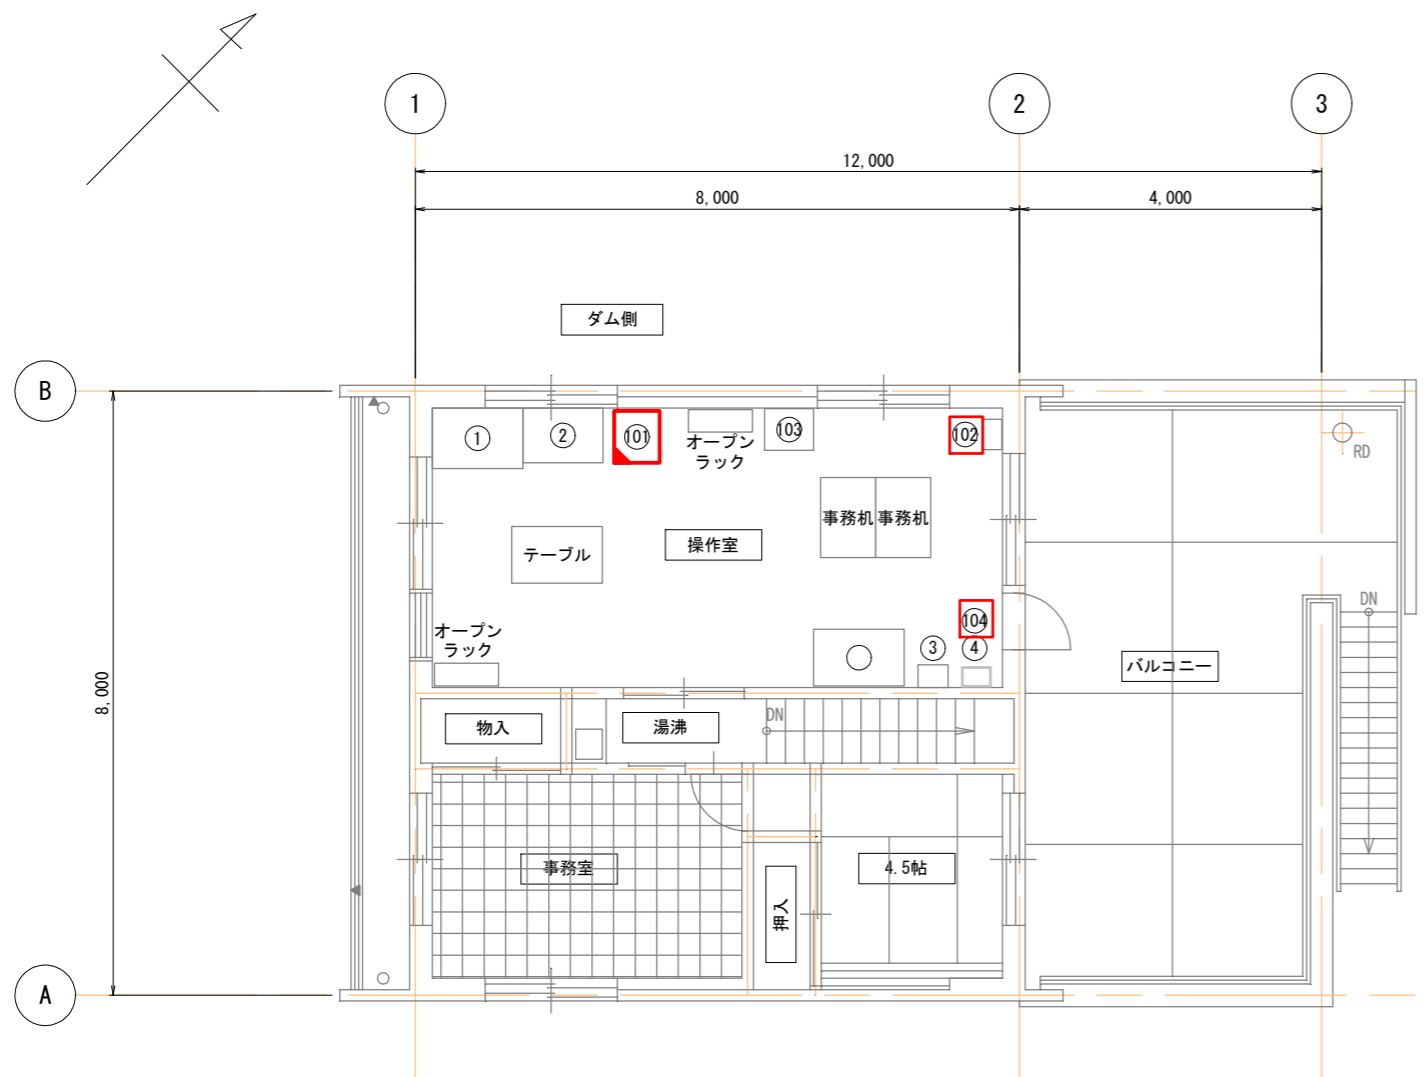 1
2
3
12,000
8,000
4,000
ダム側
B
1
2
101
オープン
ラック
103
102
RD
事務机
事務机
操作室
テーブル
104
DN
オープン
ラック
3
4
バルコニー
8,000
物入
湯沸
DN
事務室
4.5帖
押入
A